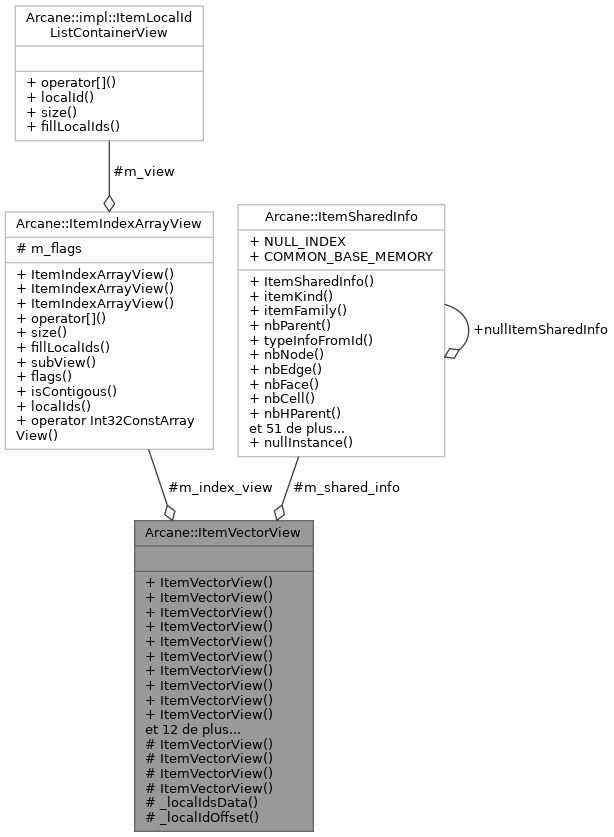 Arcane::impl::ItemLocalId
ListContainerView
+ operator[]()
+ localId()
+ size()
+ fillLocalIds()
#m_view
Arcane::ItemIndexArrayView
# m_flags
+ ItemIndexArrayView()
+ ItemIndexArrayView()
+ ItemIndexArrayView()
+ operator[]()
+ size()
+ fillLocalIds()
+ subView()
+ flags()
+ isContigous()
+ localIds()
+ operator Int32ConstArray
View()
Arcane::ItemSharedInfo
+ NULL_INDEX
+ COMMON_BASE_MEMORY
+ ItemSharedInfo()
+ itemKind()
+ itemFamily()
+ nbParent()
+ typeInfoFromId()
+ nbNode()
+ nbEdge()
+ nbFace()
+ nbCell()
+ nbHParent()
et 51 de plus...
+ nullInstance()
+nullItemSharedInfo
#m_index_view
#m_shared_info
Arcane::ItemVectorView
+ ItemVectorView()
+ ItemVectorView()
+ ItemVectorView()
+ ItemVectorView()
+ ItemVectorView()
+ ItemVectorView()
+ ItemVectorView()
+ ItemVectorView()
+ ItemVectorView()
+ ItemVectorView()
et 12 de plus...
# ItemVectorView()
# ItemVectorView()
# ItemVectorView()
# ItemVectorView()
# _localIdsData()
# _localIdOffset()